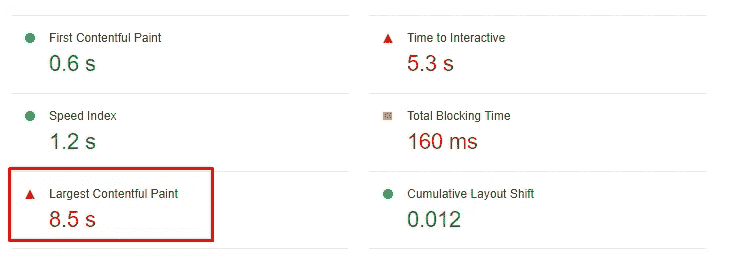 First Contentful Paint
0.6 s
Time to Interactive
5.3 s
Speed Index
1.2 s
Total Blocking Time
160 ms
Largest Contentful Paint
8.5 s
Cumulative Layout Shift
0.012